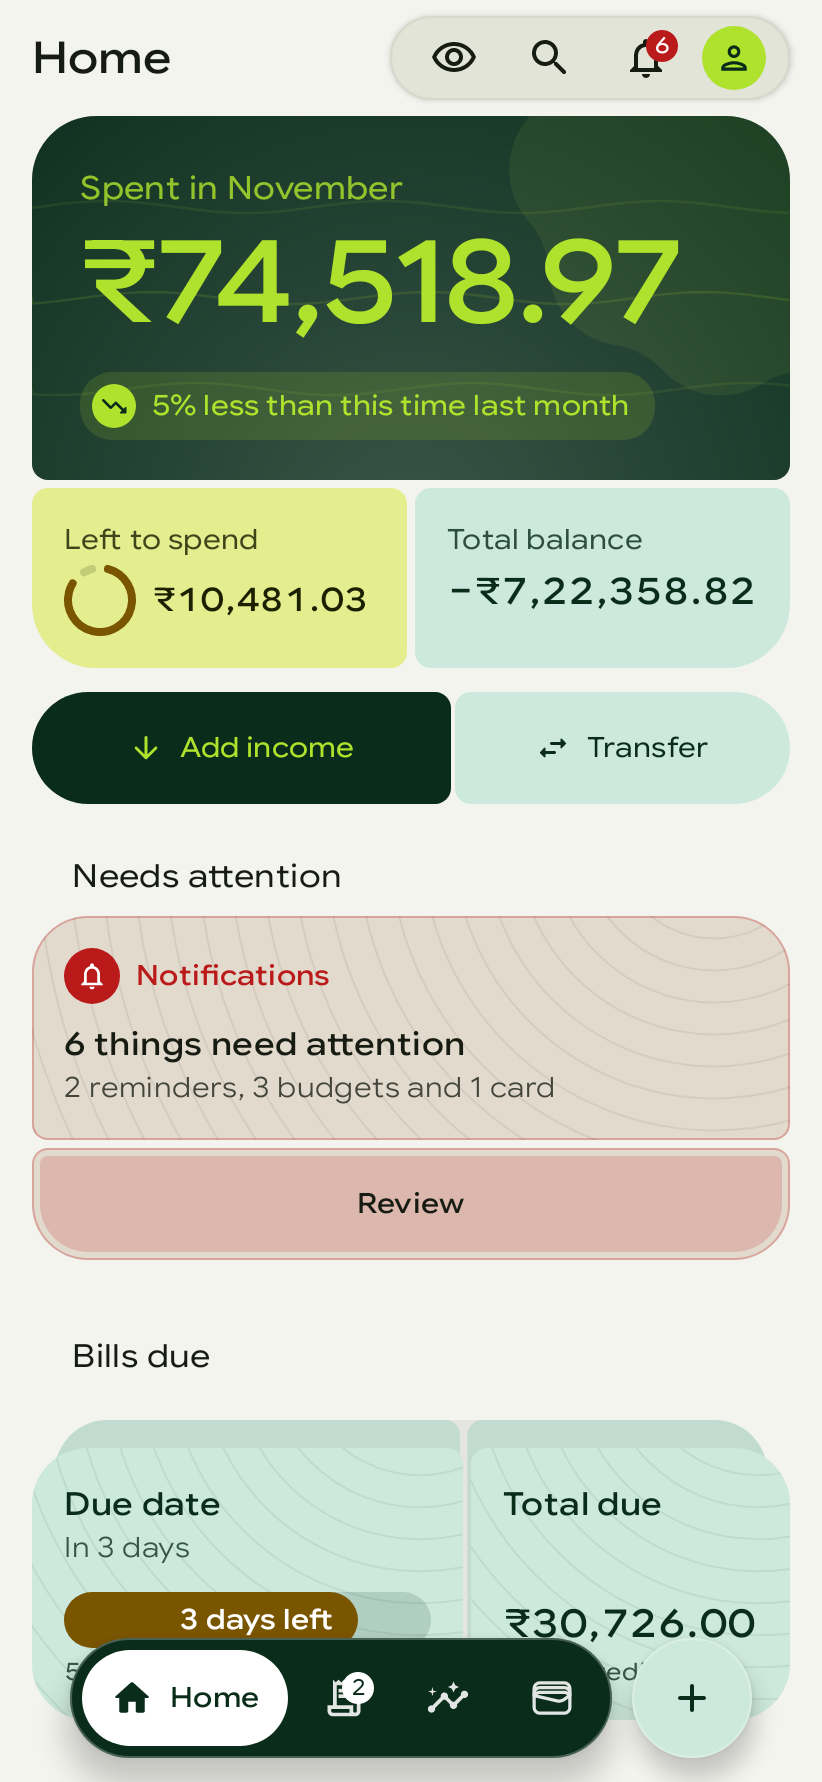 Home
6
Spent in November
₹74,518.97
5% less than this time last month
Left to spend
₹10,481.03
Total balance
−₹7,22,358.82
Add income
Transfer
Needs attention
Notifications
6 things need attention
2 reminders, 3 budgets and 1 card
Review
Bills due
Due date
In 3 days
3 days left
Total due
₹30,726.00
Home
2